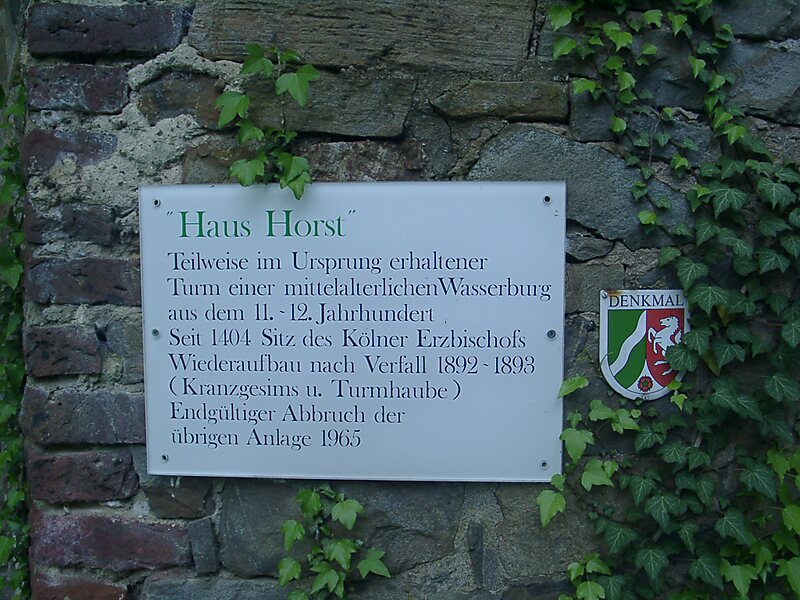 "Haus Horst"
Teilweise im Ursprung erhaltener
Turm einer mittelalterlichen Wasserburg
aus dem 11.-12. Jahrhundert
Seit 1404 Sitz des Kölner Erzbischofs
Wiederaufbau nach Verfall 1892-1893
(Kranzgesims u. Turmhaube)
Endgültiger Abbruch der
übrigen Anlage 1965
DENKMAL